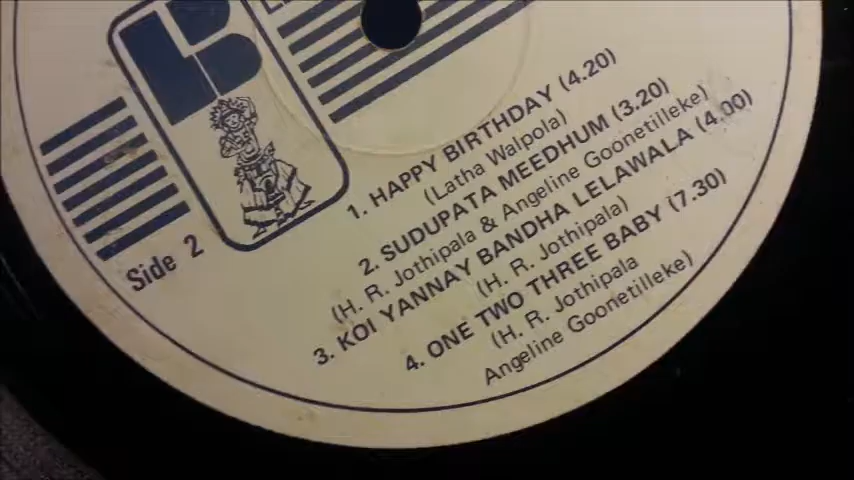 Side 2
1. HAPPY BIRTHDAY (4.20)
(Latha Walpola)
2. SUDUPATA MEEDHUM (3.20)
(H. R. Jothipala & Angeline Goonetilleke)
3. KOI YANNAY BANDHA LELAWALA (4.00)
(H. R. Jothipala)
4. ONE TWO THREE BABY (7.30)
(H. R. Jothipala
Angeline Goonetilleke)